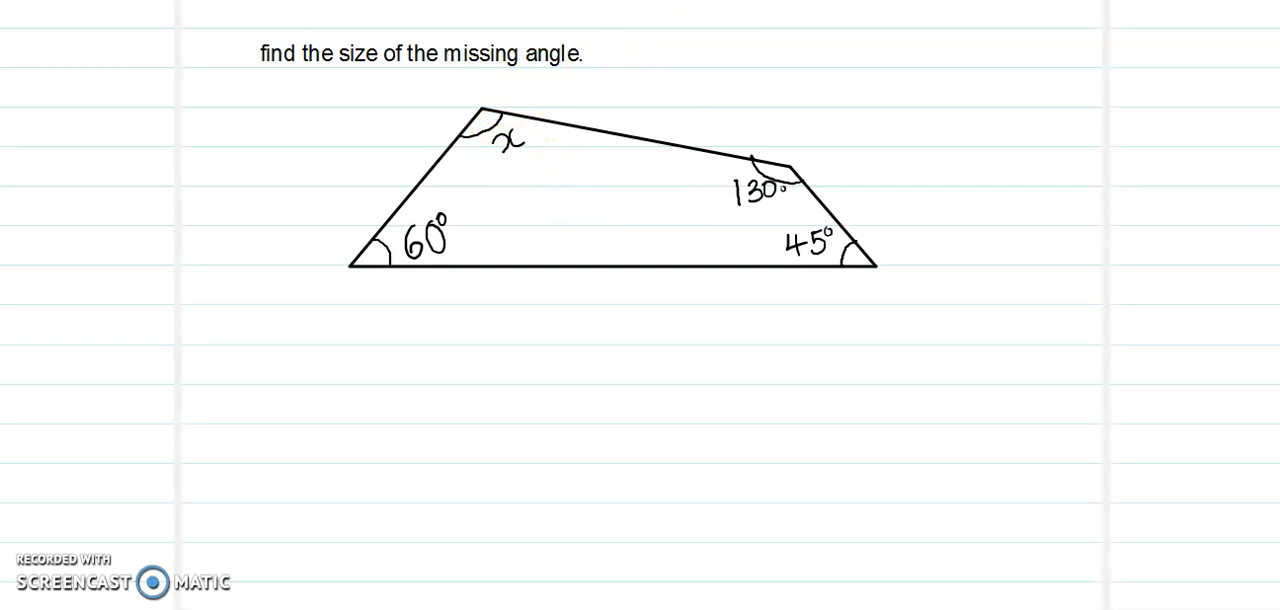 find the size of the missing angle.
x
130°
60°
45°
RECORDED WITH
SCREENCAST MATIC